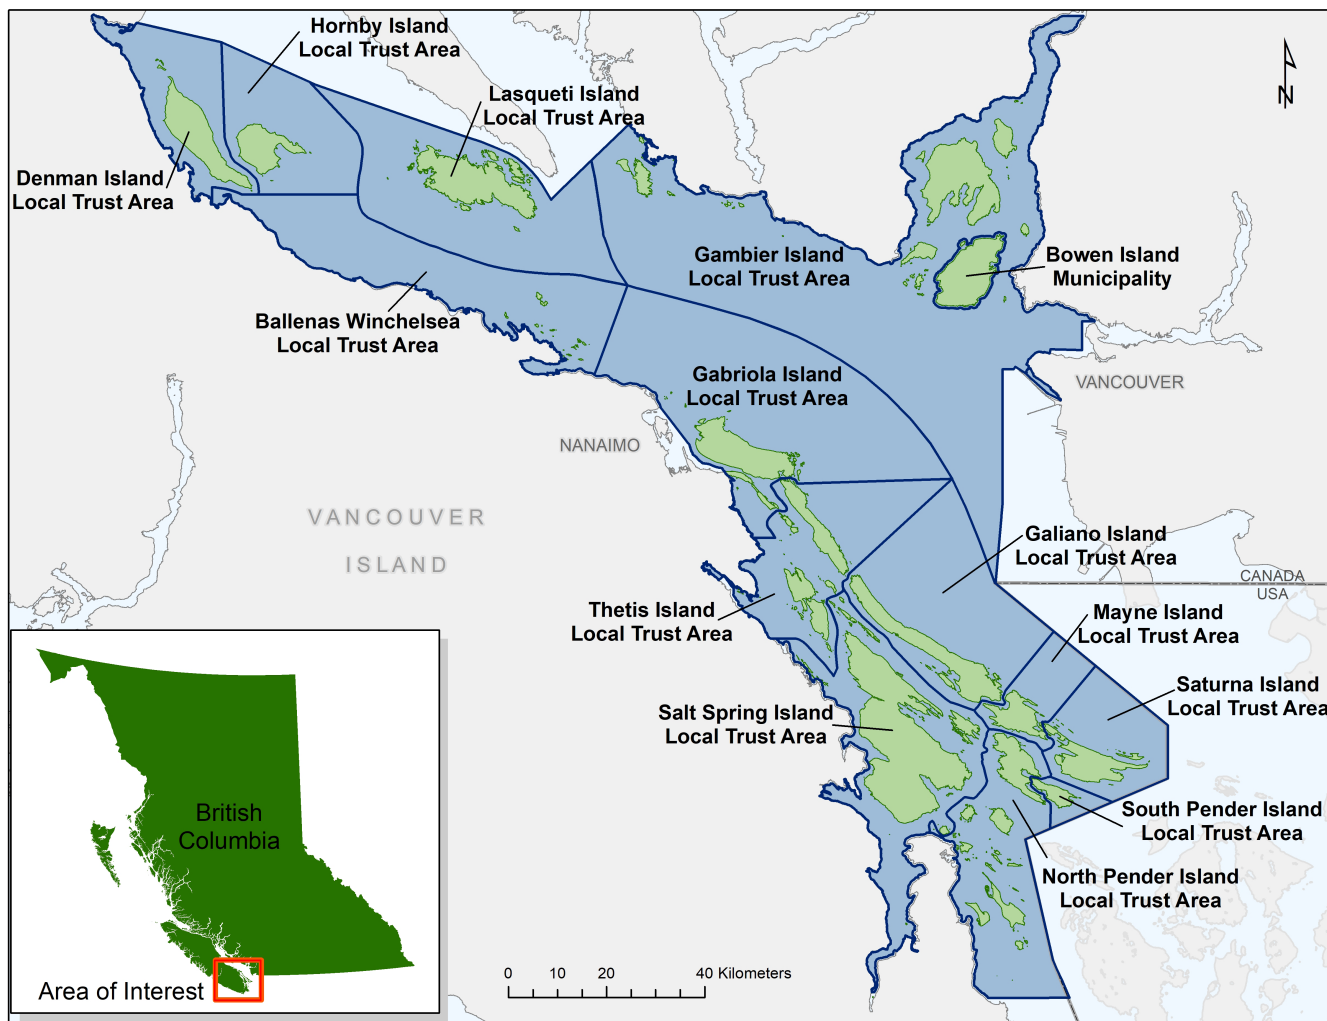 Hornby Island
Local Trust Area
Lasqueti Island
Local Trust Area
N
Denman Island
Local Trust Area
Gambier Island
Local Trust Area
Bowen Island
Municipality
Ballenas Winchelsea
Local Trust Area
Gabriola Island
Local Trust Area
VANCOUVER
NANAIMO
VANCOUVER
ISLAND
Galiano Island
Local Trust Area
CANADA
USA
Thetis Island
Local Trust Area
Mayne Island
Local Trust Area
Saturna Island
Local Trust Area
Salt Spring Island
Local Trust Area
South Pender Island
Local Trust Area
North Pender Island
Local Trust Area
British
Columbia
Area of Interest
0 10 20 40 Kilometers